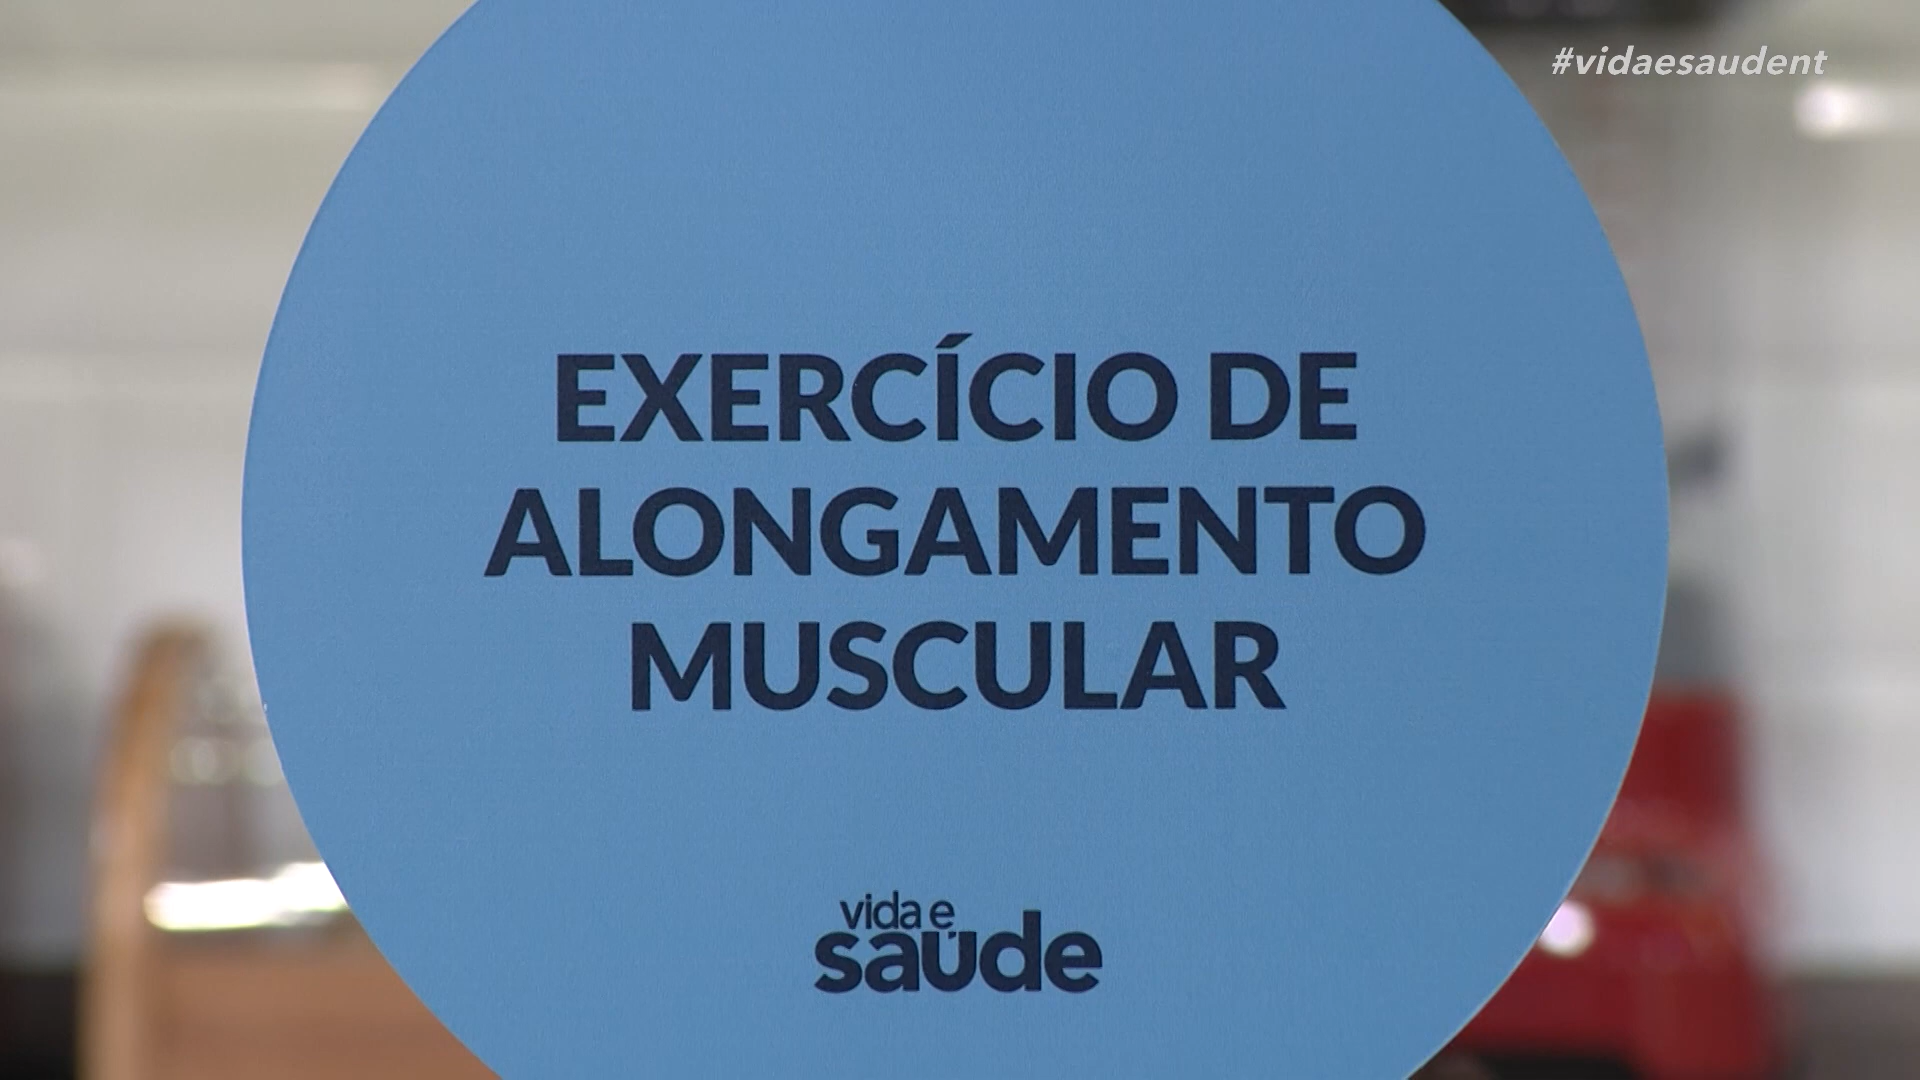 #vidaesaudent
EXERCÍCIO DE
ALONGAMENTO
MUSCULAR
vida e
saúde